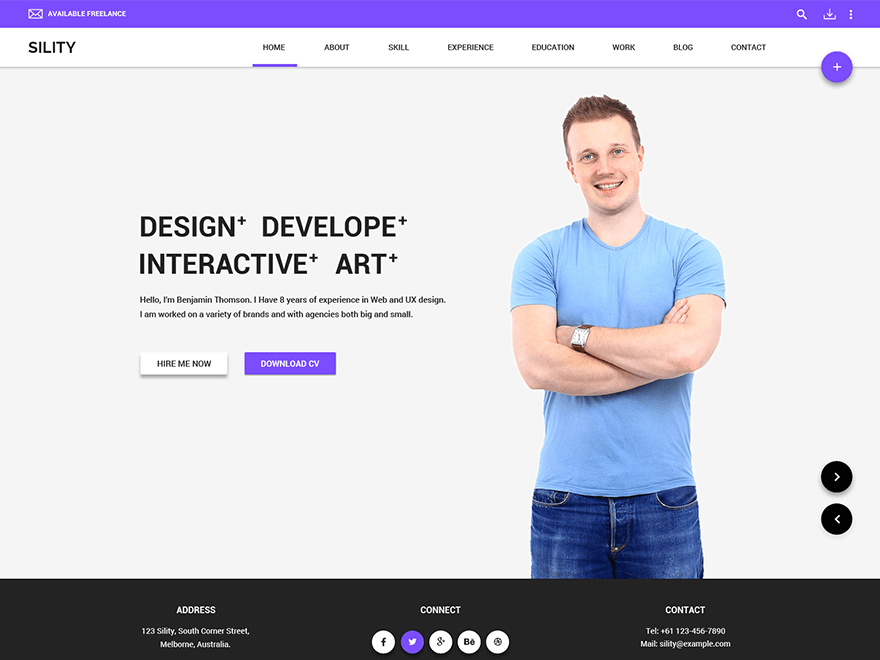 AVAILABLE FREELANCE
SILITY
HOME ABOUT SKILL EXPERIENCE EDUCATION WORK BLOG CONTACT
+
DESIGN+ DEVELOPE+
INTERACTIVE+ ART+
Hello, I'm Benjamin Thomson. I Have 8 years of experience in Web and UX design.
I am worked on a variety of brands and with agencies both big and small.
HIRE ME NOW DOWNLOAD CV
ADDRESS
123 Sility, South Corner Street,
Melborne, Australia.
CONNECT
f g+ Bē
CONTACT
Tel: +61 123-456-7890
Mail: sility@example.com